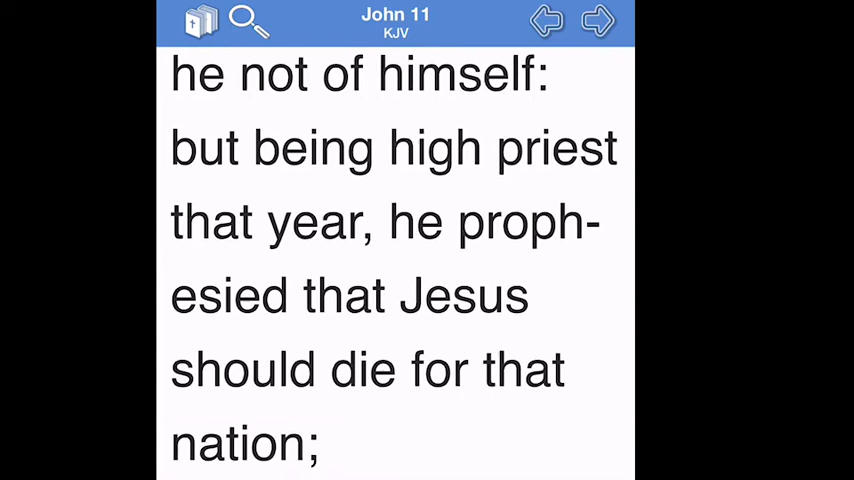 John 11
KJV
he not of himself:
but being high priest
that year, he proph-
esied that Jesus
should die for that
nation;